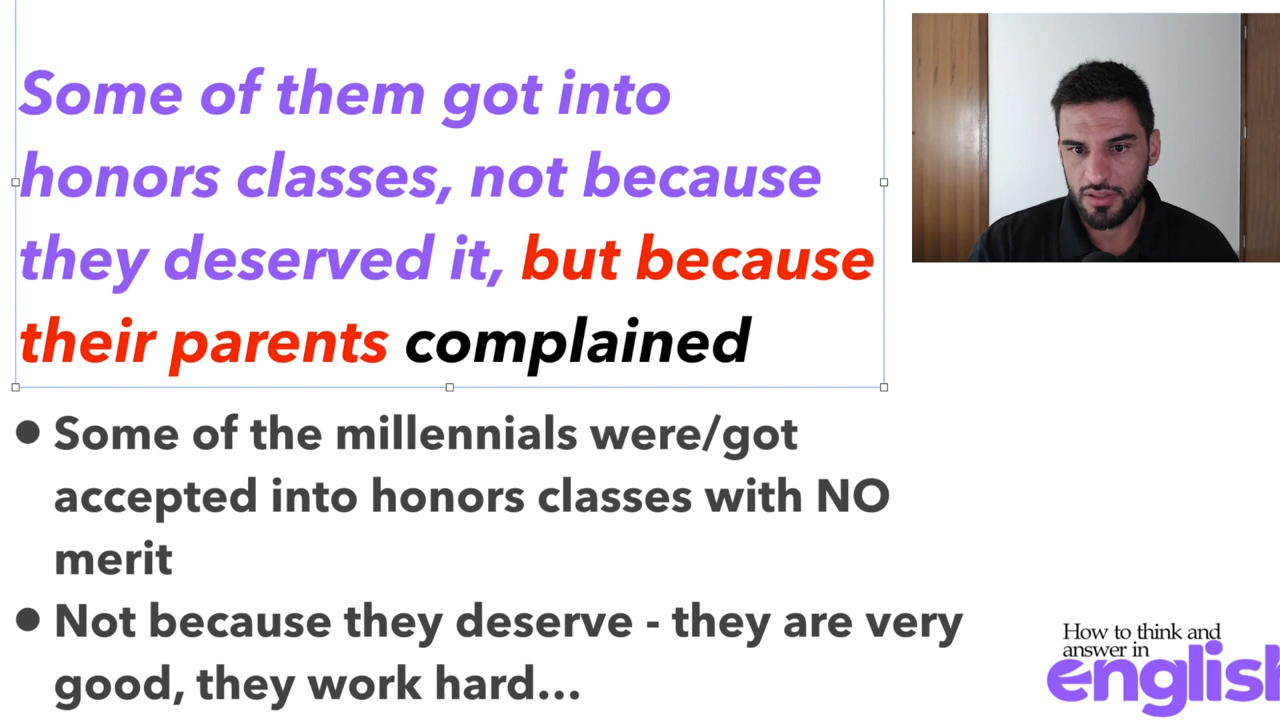 Some of them got into
honors classes, not because
they deserved it, but because
their parents complained
● Some of the millennials were/got
accepted into honors classes with NO
merit
● Not because they deserve - they are very
good, they work hard...
How to think and
answer in
english